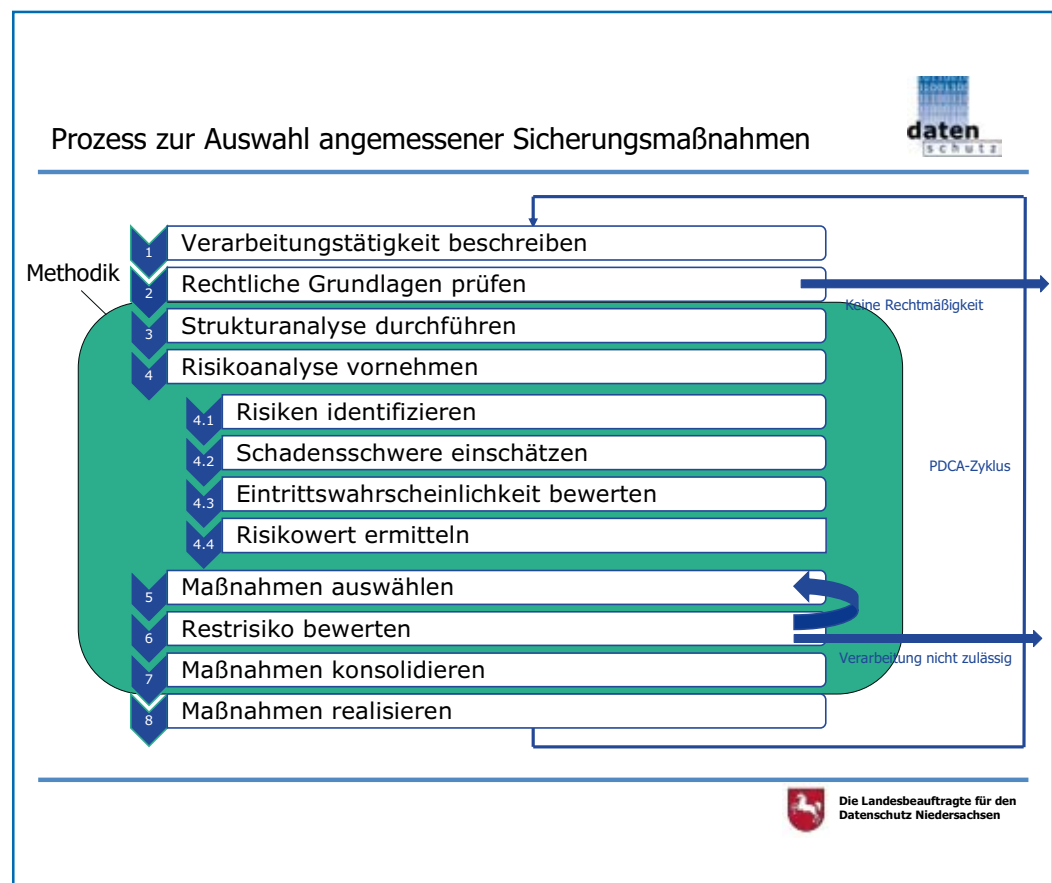 daten
schutz
Prozess zur Auswahl angemessener Sicherungsmaßnahmen
Methodik
1 Verarbeitungstätigkeit beschreiben
2 Rechtliche Grundlagen prüfen
Keine Rechtmäßigkeit
3 Strukturanalyse durchführen
4 Risikoanalyse vornehmen
4.1 Risiken identifizieren
4.2 Schadensschwere einschätzen
PDCA-Zyklus
4.3 Eintrittswahrscheinlichkeit bewerten
4.4 Risikowert ermitteln
5 Maßnahmen auswählen
6 Restrisiko bewerten
Verarbeitung nicht zulässig
7 Maßnahmen konsolidieren
8 Maßnahmen realisieren
Die Landesbeauftragte für den
Datenschutz Niedersachsen